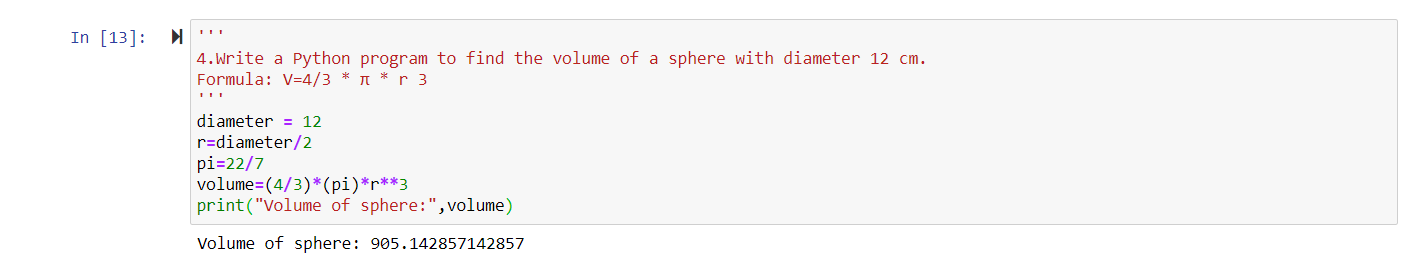 In [13]:
'''
4.Write a Python program to find the volume of a sphere with diameter 12 cm.
Formula: V=4/3 * π * r 3
'''
diameter = 12
r=diameter/2
pi=22/7
volume=(4/3)*(pi)*r**3
print("Volume of sphere:",volume)
Volume of sphere: 905.142857142857